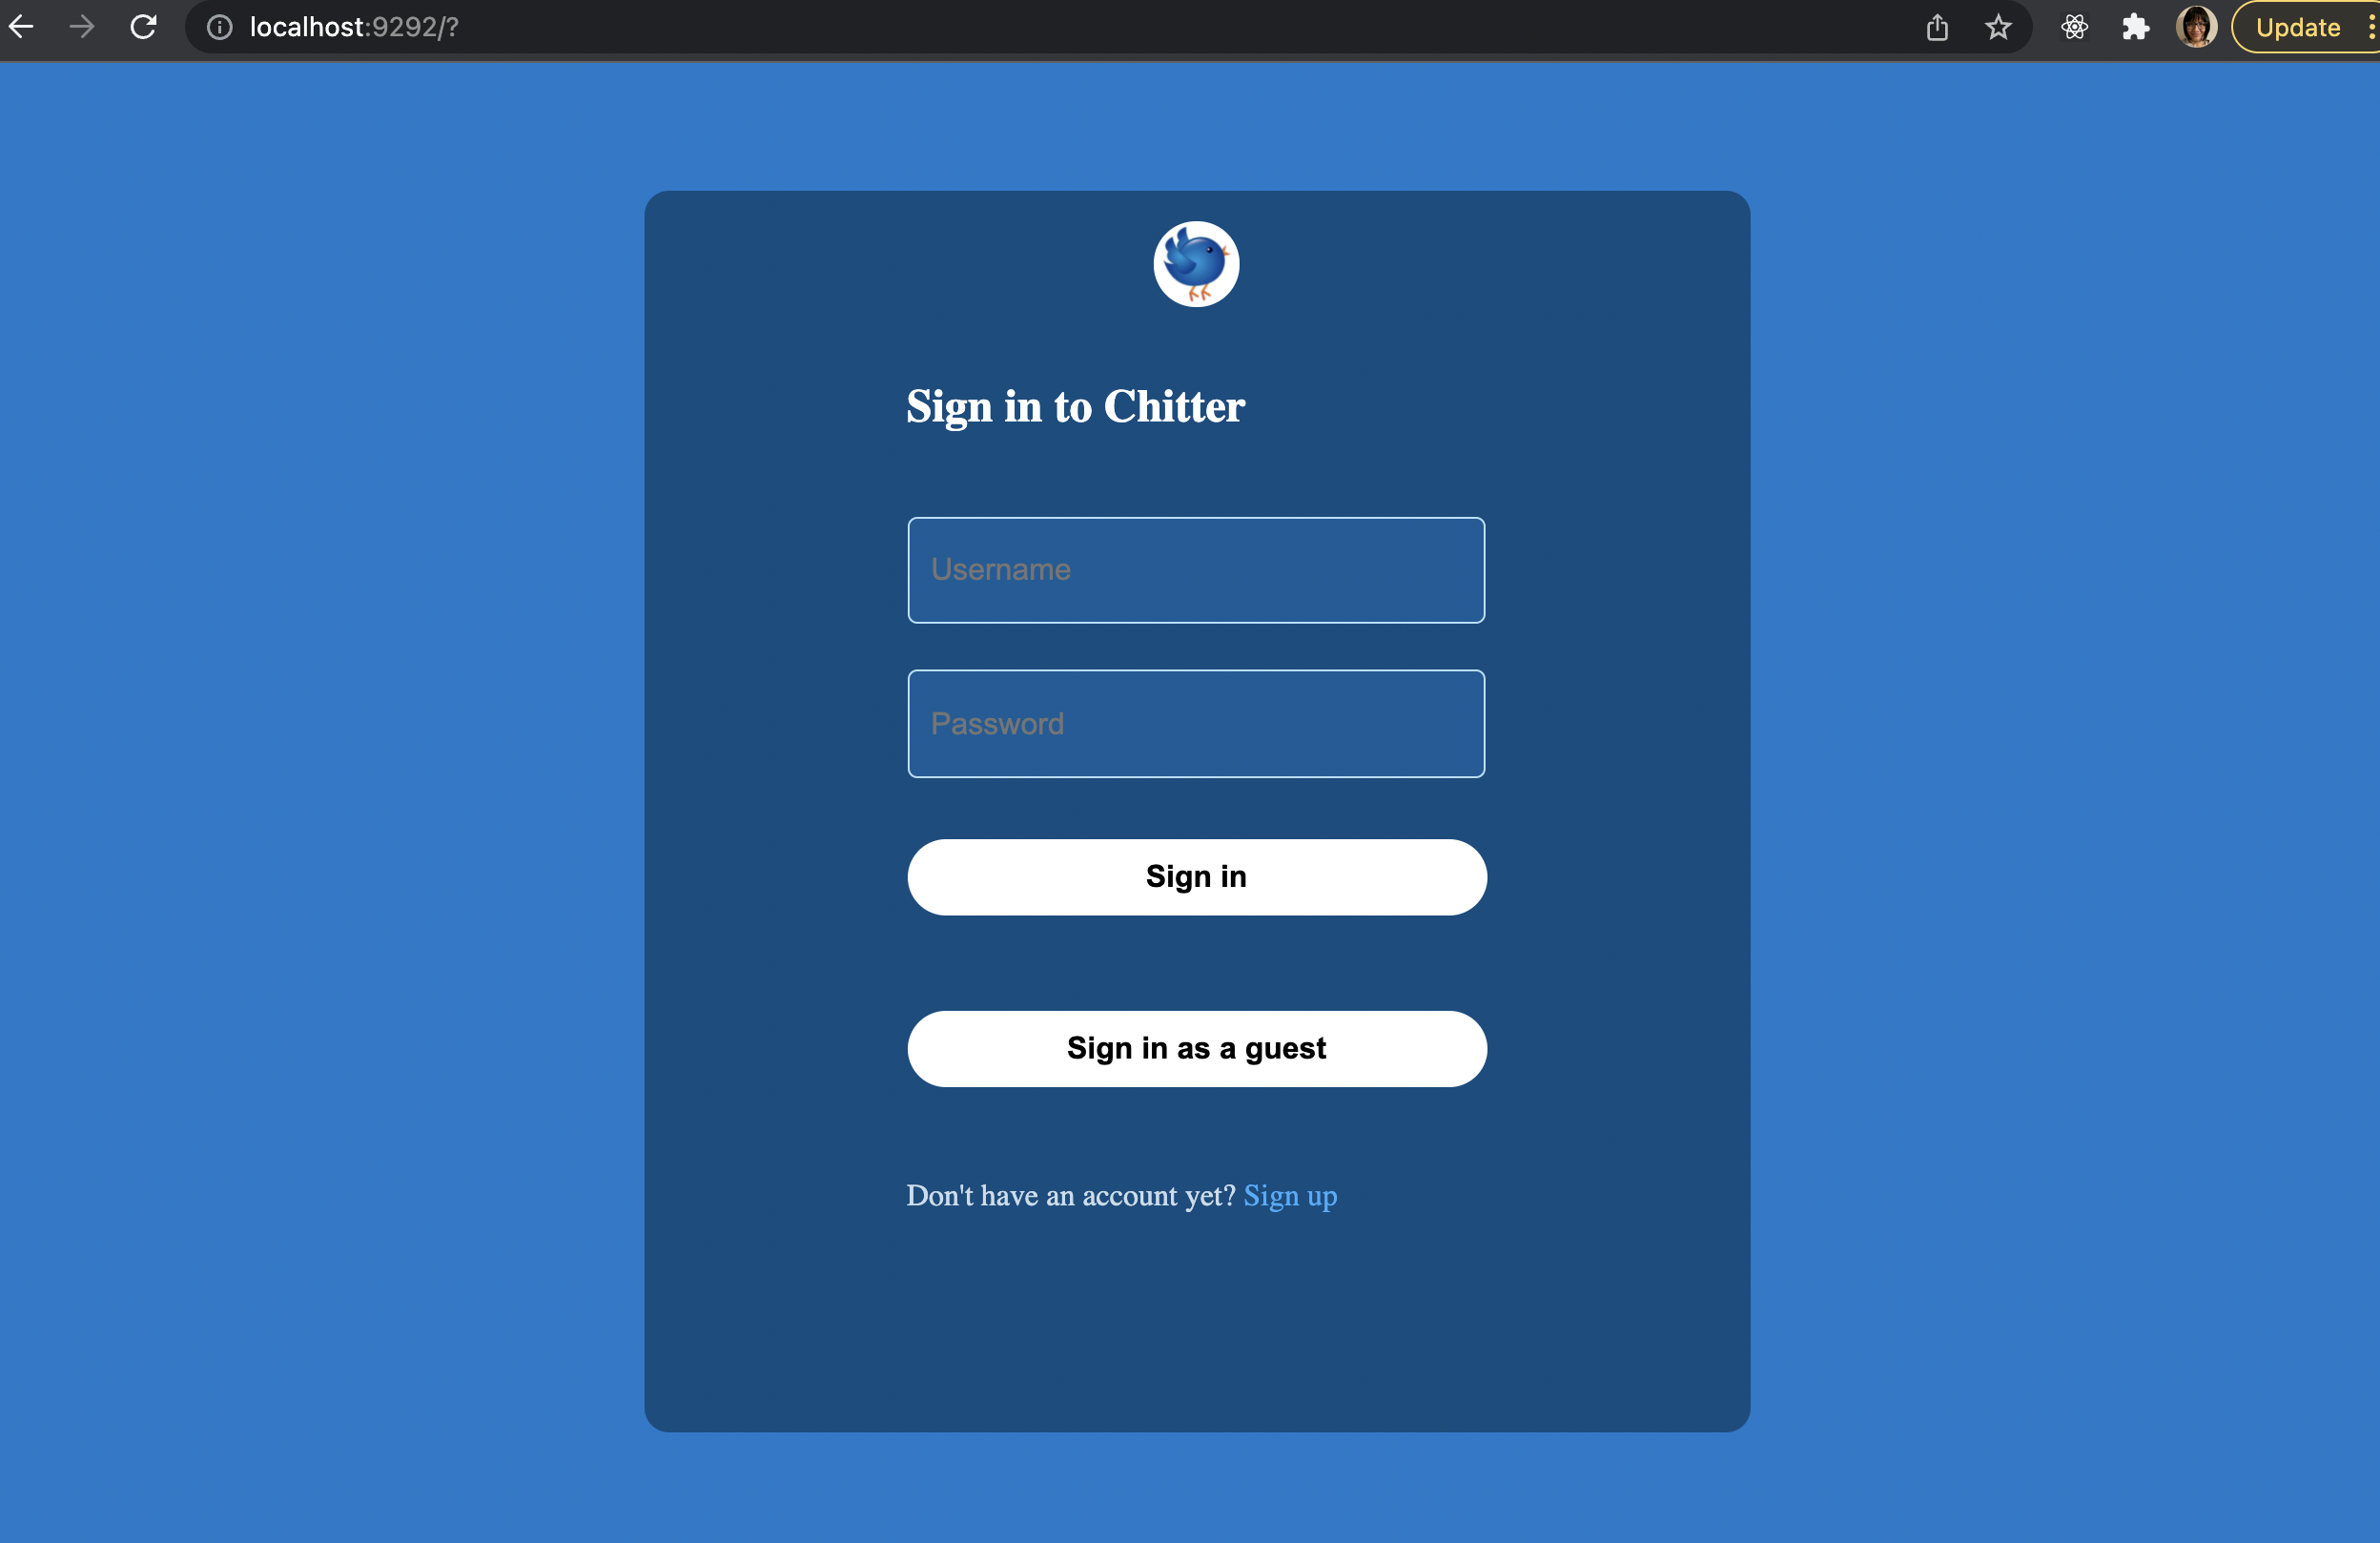 localhost:9292/?
Update
Sign in to Chitter
Username
Password
Sign in
Sign in as a guest
Don't have an account yet? Sign up